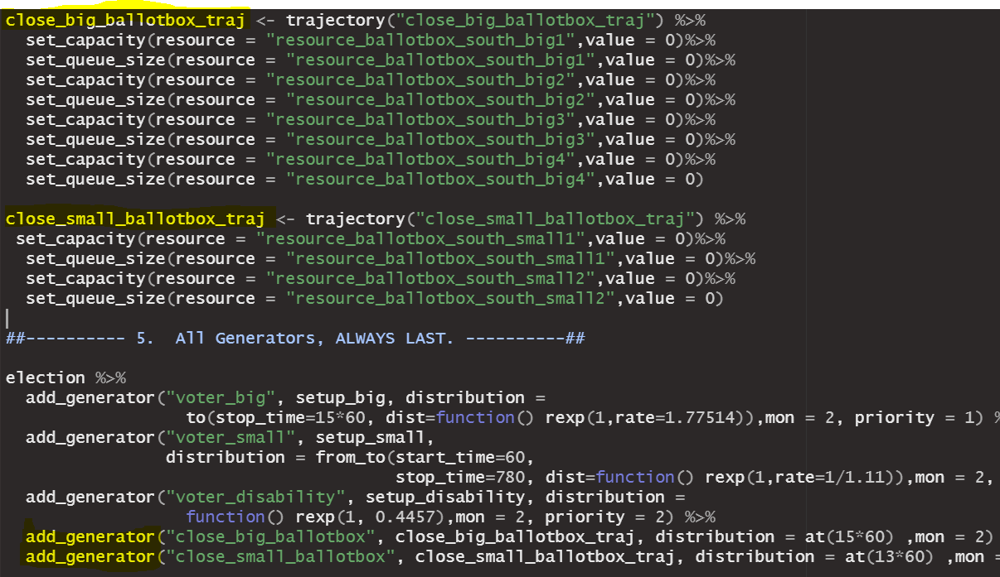 close_big_ballotbox_traj <- trajectory("close_big_ballotbox_traj") %>%
  set_capacity(resource = "resource_ballotbox_south_big1",value = 0)%>%
  set_queue_size(resource = "resource_ballotbox_south_big1",value = 0)%>%
  set_capacity(resource = "resource_ballotbox_south_big2",value = 0)%>%
  set_queue_size(resource = "resource_ballotbox_south_big2",value = 0)%>%
  set_capacity(resource = "resource_ballotbox_south_big3",value = 0)%>%
  set_queue_size(resource = "resource_ballotbox_south_big3",value = 0)%>%
  set_capacity(resource = "resource_ballotbox_south_big4",value = 0)%>%
  set_queue_size(resource = "resource_ballotbox_south_big4",value = 0)
close_small_ballotbox_traj <- trajectory("close_small_ballotbox_traj") %>%
 set_capacity(resource = "resource_ballotbox_south_small1",value = 0)%>%
  set_queue_size(resource = "resource_ballotbox_south_small1",value = 0)%>%
  set_capacity(resource = "resource_ballotbox_south_small2",value = 0)%>%
  set_queue_size(resource = "resource_ballotbox_south_small2",value = 0)
##---------- 5.  All Generators, ALWAYS LAST. ----------##
election %>%
  add_generator("voter_big", setup_big, distribution =
                  to(stop_time=15*60, dist=function() rexp(1,rate=1.77514)),mon = 2, priority = 1) %
  add_generator("voter_small", setup_small,
                distribution = from_to(start_time=60,
                                       stop_time=780, dist=function() rexp(1,rate=1/1.11)),mon = 2,
  add_generator("voter_disability", setup_disability, distribution =
                  function() rexp(1, 0.4457),mon = 2, priority = 2) %>%
  add_generator("close_big_ballotbox", close_big_ballotbox_traj, distribution = at(15*60) ,mon = 2)
  add_generator("close_small_ballotbox", close_small_ballotbox_traj, distribution = at(13*60) ,mon =